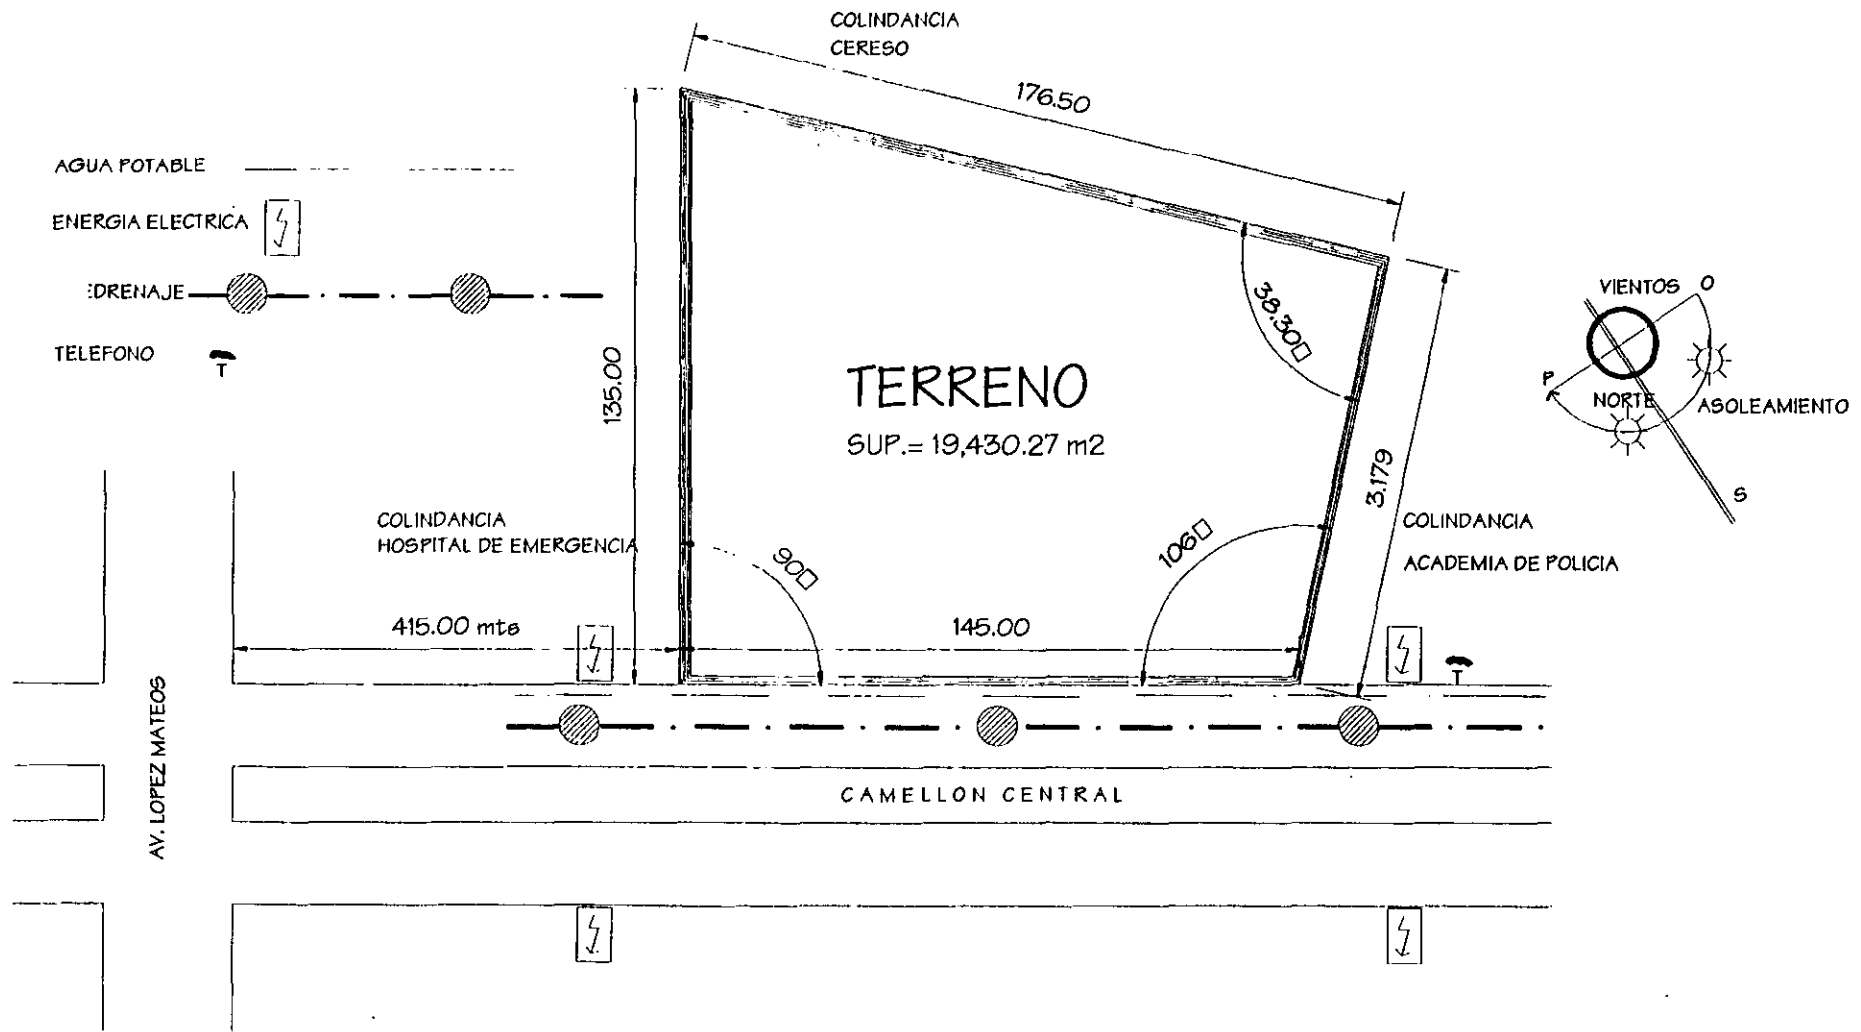 COLINDANCIA
CERESO
176.50
AGUA POTABLE
ENERGIA ELECTRICA
DRENAJE
TELEFONO
T
135.00
TERRENO
SUP.= 19,430.27 m2
38.30□
3.179
VIENTOS
O
P
NORTE
ASOLEAMIENTO
S
COLINDANCIA
HOSPITAL DE EMERGENCIA
90□
106□
COLINDANCIA
ACADEMIA DE POLICIA
415.00 mts
145.00
T
AV. LOPEZ MATEOS
CAMELLON CENTRAL